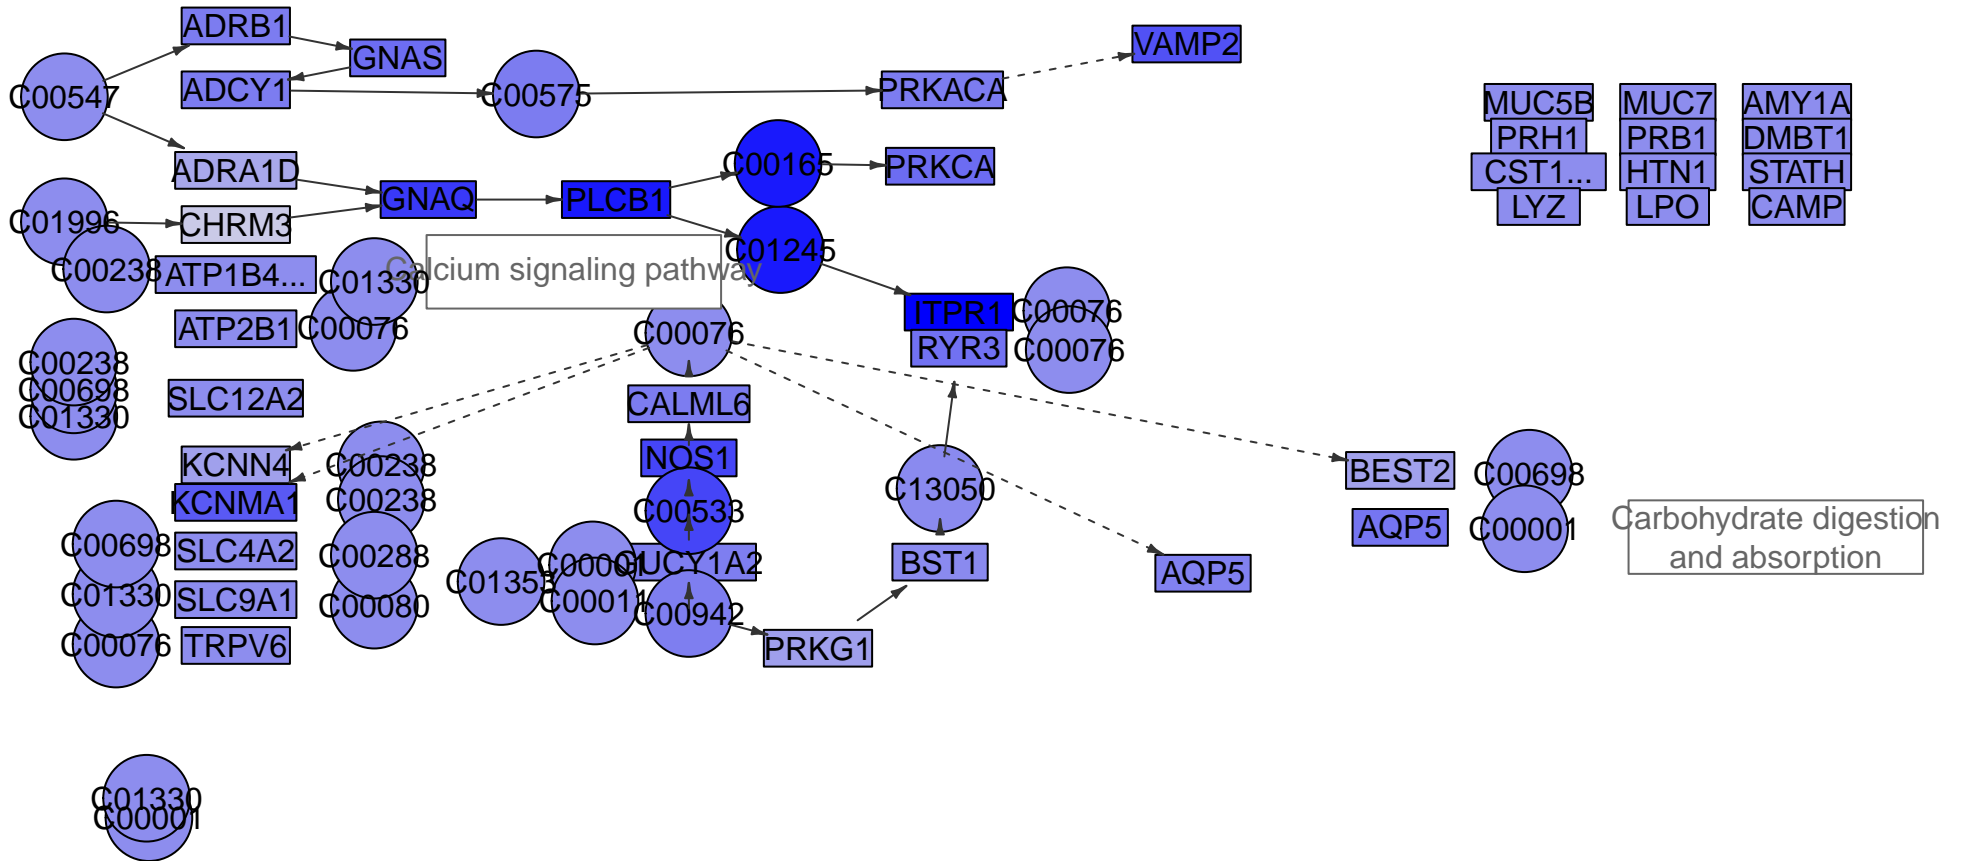 ADRB1
GNAS
VAMP2
C00547
ADCY1
C00575
PRKACA
MUC5B
MUC7
AMY1A
PRH1
PRB1
DMBT1
CST1...
HTN1
STATH
LYZ
LPO
CAMP
ADRA1D
C00165
PRKCA
GNAQ
PLCB1
C01996
CHRM3
C01245
C00238
ATP1B4...
C01330
Calcium signaling pathway
ATP2B1
C00076
C00076
ITPR1
C00076
RYR3
C00076
C00238
C00698
C01330
SLC12A2
CALML6
KCNN4
C00238
NOS1
BEST2
C00698
KCNMA1
C00238
C00533
C13050
AQP5
C00001
Carbohydrate digestion
and absorption
C00698
SLC4A2
C00288
C01353
C00001
GUCY1A2
BST1
AQP5
C01330
SLC9A1
C00080
C00011
C00942
C00076
TRPV6
PRKG1
C01330
C00001